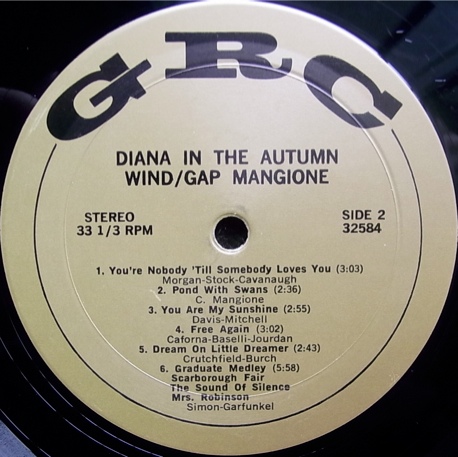 GRC
DIANA IN THE AUTUMN
WIND/GAP MANGIONE
STEREO
33 1/3 RPM
SIDE 2
32584
1. You're Nobody 'Till Somebody Loves You (3:03)
Morgan-Stock-Cavanaugh
2. Pond With Swans (2:36)
C. Mangione
3. You Are My Sunshine (2:55)
Davis-Mitchell
4. Free Again (3:02)
Caforna-Baselli-Jourdan
5. Dream On Little Dreamer (2:43)
Crutchfield-Burch
6. Graduate Medley (5:58)
Scarborough Fair
The Sound Of Silence
Mrs. Robinson
Simon-Garfunkel